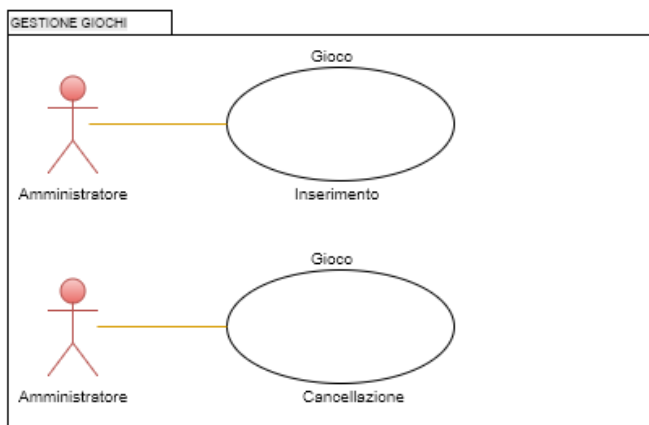 GESTIONE GIOCHI
Gioco
Amministratore
Inserimento
Gioco
Amministratore
Cancellazione